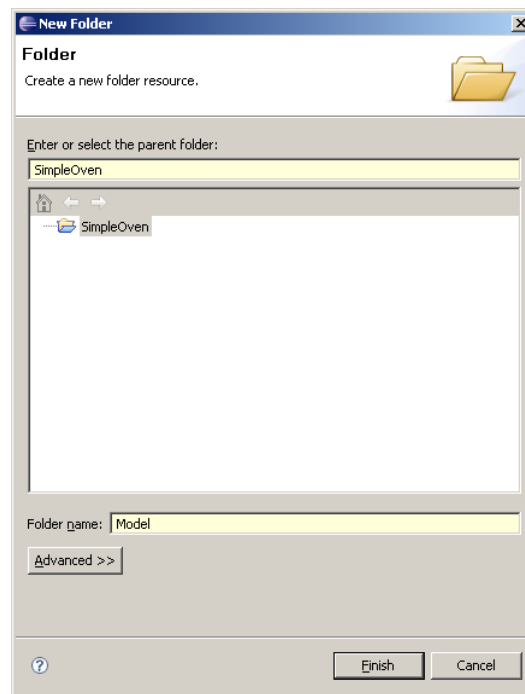 New Folder
Folder
Create a new folder resource.
Enter or select the parent folder:
SimpleOven
SimpleOven
Folder name: Model
Advanced >>
Finish Cancel